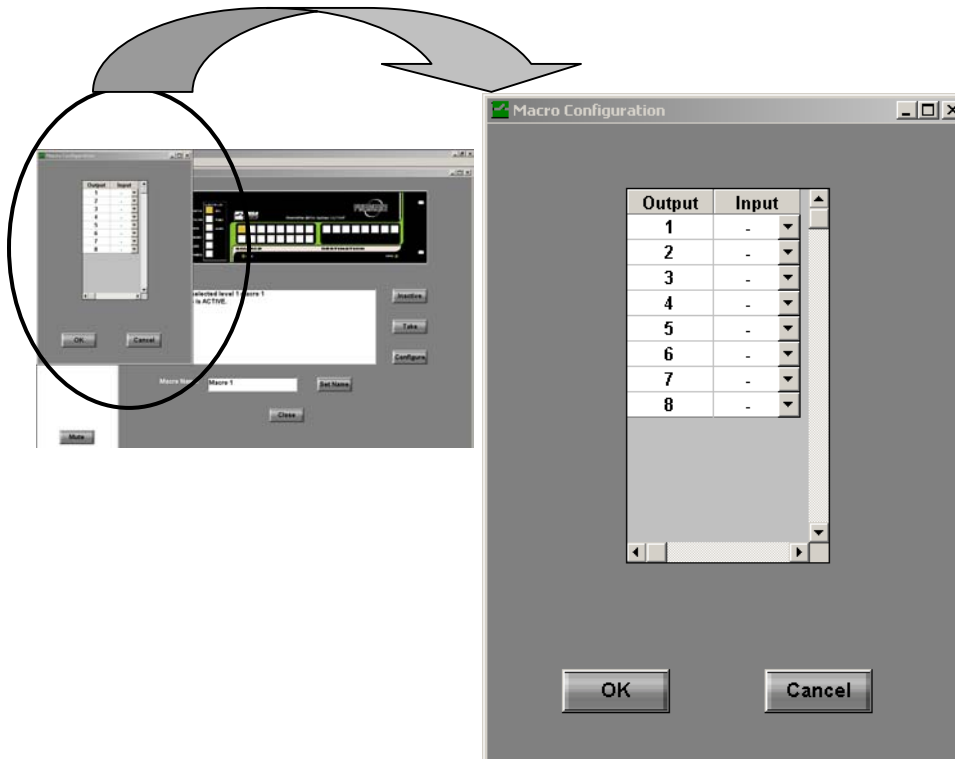 Macro Configuration
Output Input
1 -
2 -
3 -
4 -
5 -
6 -
7 -
8 -
OK Cancel
selected level 1 Macro 1
is ACTIVE.
Inactive
Take
Configure
Macro
Macro 1
Set Name
Close
Mute
Macro Configuration
Output Input
1 -
2 -
3 -
4 -
5 -
6 -
7 -
8 -
OK Cancel